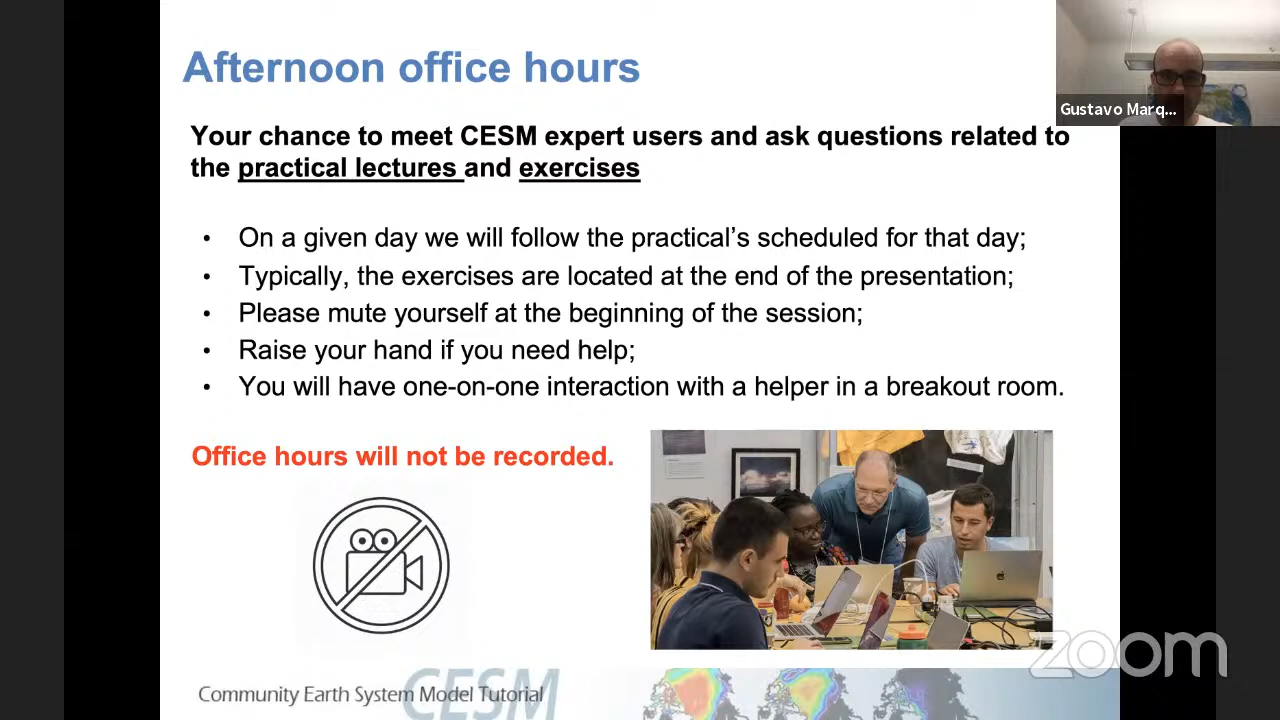 Afternoon office hours
Gustavo Marq...
Your chance to meet CESM expert users and ask questions related to
the practical lectures and exercises
• On a given day we will follow the practical’s scheduled for that day;
• Typically, the exercises are located at the end of the presentation;
• Please mute yourself at the beginning of the session;
• Raise your hand if you need help;
• You will have one-on-one interaction with a helper in a breakout room.
Office hours will not be recorded.
zoom
Community Earth System Model Tutorial
CESM